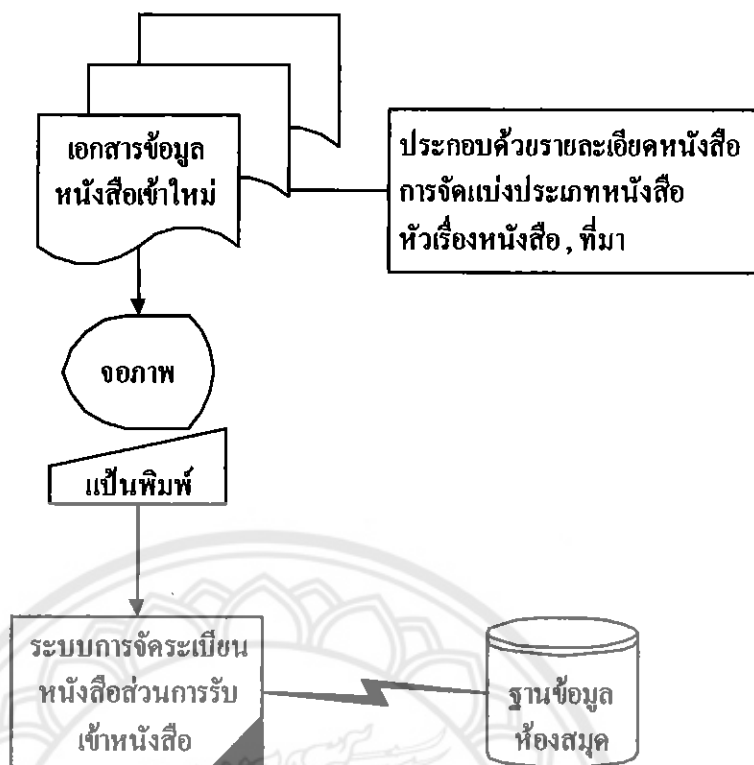 เอกสารข้อมูล
หนังสือเข้าใหม่
ประกอบด้วยรายละเอียดหนังสือ
การจัดแบ่งประเภทหนังสือ
หัวเรื่องหนังสือ , ที่มา
จอภาพ
แป้นพิมพ์
ระบบการจัดระเบียน
หนังสือส่วนการรับ
เข้าหนังสือ
ฐานข้อมูล
ห้องสมุด